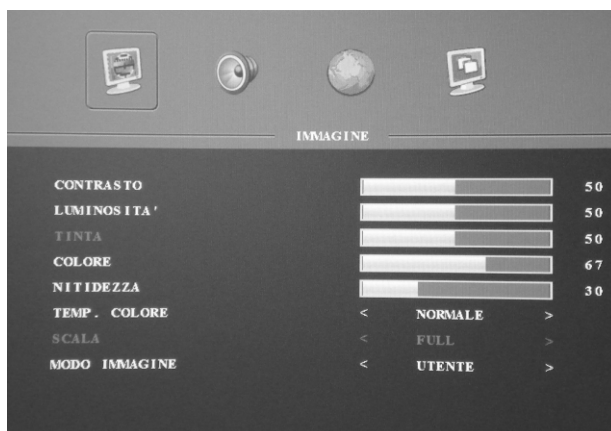 IMMAGINE
CONTRASTO 50
LUMINOSITA' 50
TINTA 50
COLORE 67
NITIDEZZA 30
TEMP. COLORE < NORMALE >
SCALA < FULL >
MODO IMMAGINE < UTENTE >